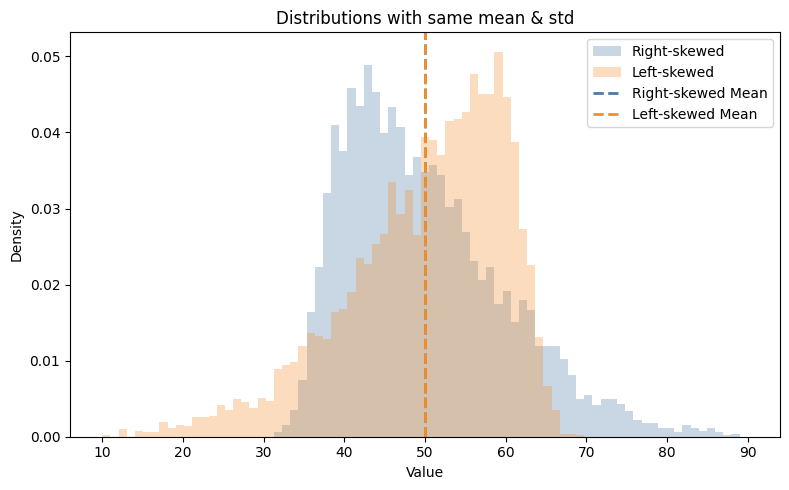 Distributions with same mean & std
Right-skewed
Left-skewed
Right-skewed Mean
Left-skewed Mean
Density
0.05
0.04
0.03
0.02
0.01
0.00
10 20 30 40 50 60 70 80 90
Value